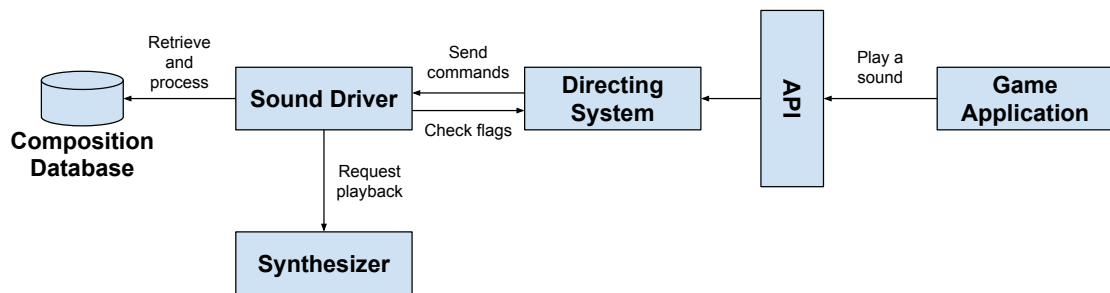 Retrieve
and
process
Composition
Database
Sound Driver
Send
commands
Check flags
Directing
System
API
Play a
sound
Game
Application
Request
playback
Synthesizer